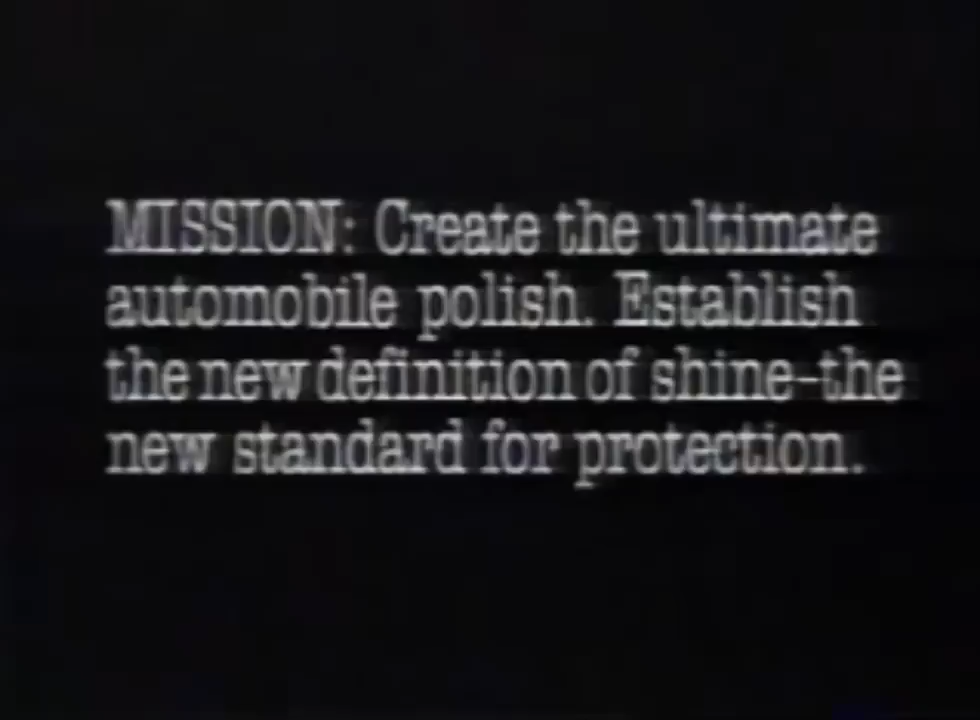 MISSION: Create the ultimate
automobile polish. Establish
the new definition of shine–the
new standard for protection.